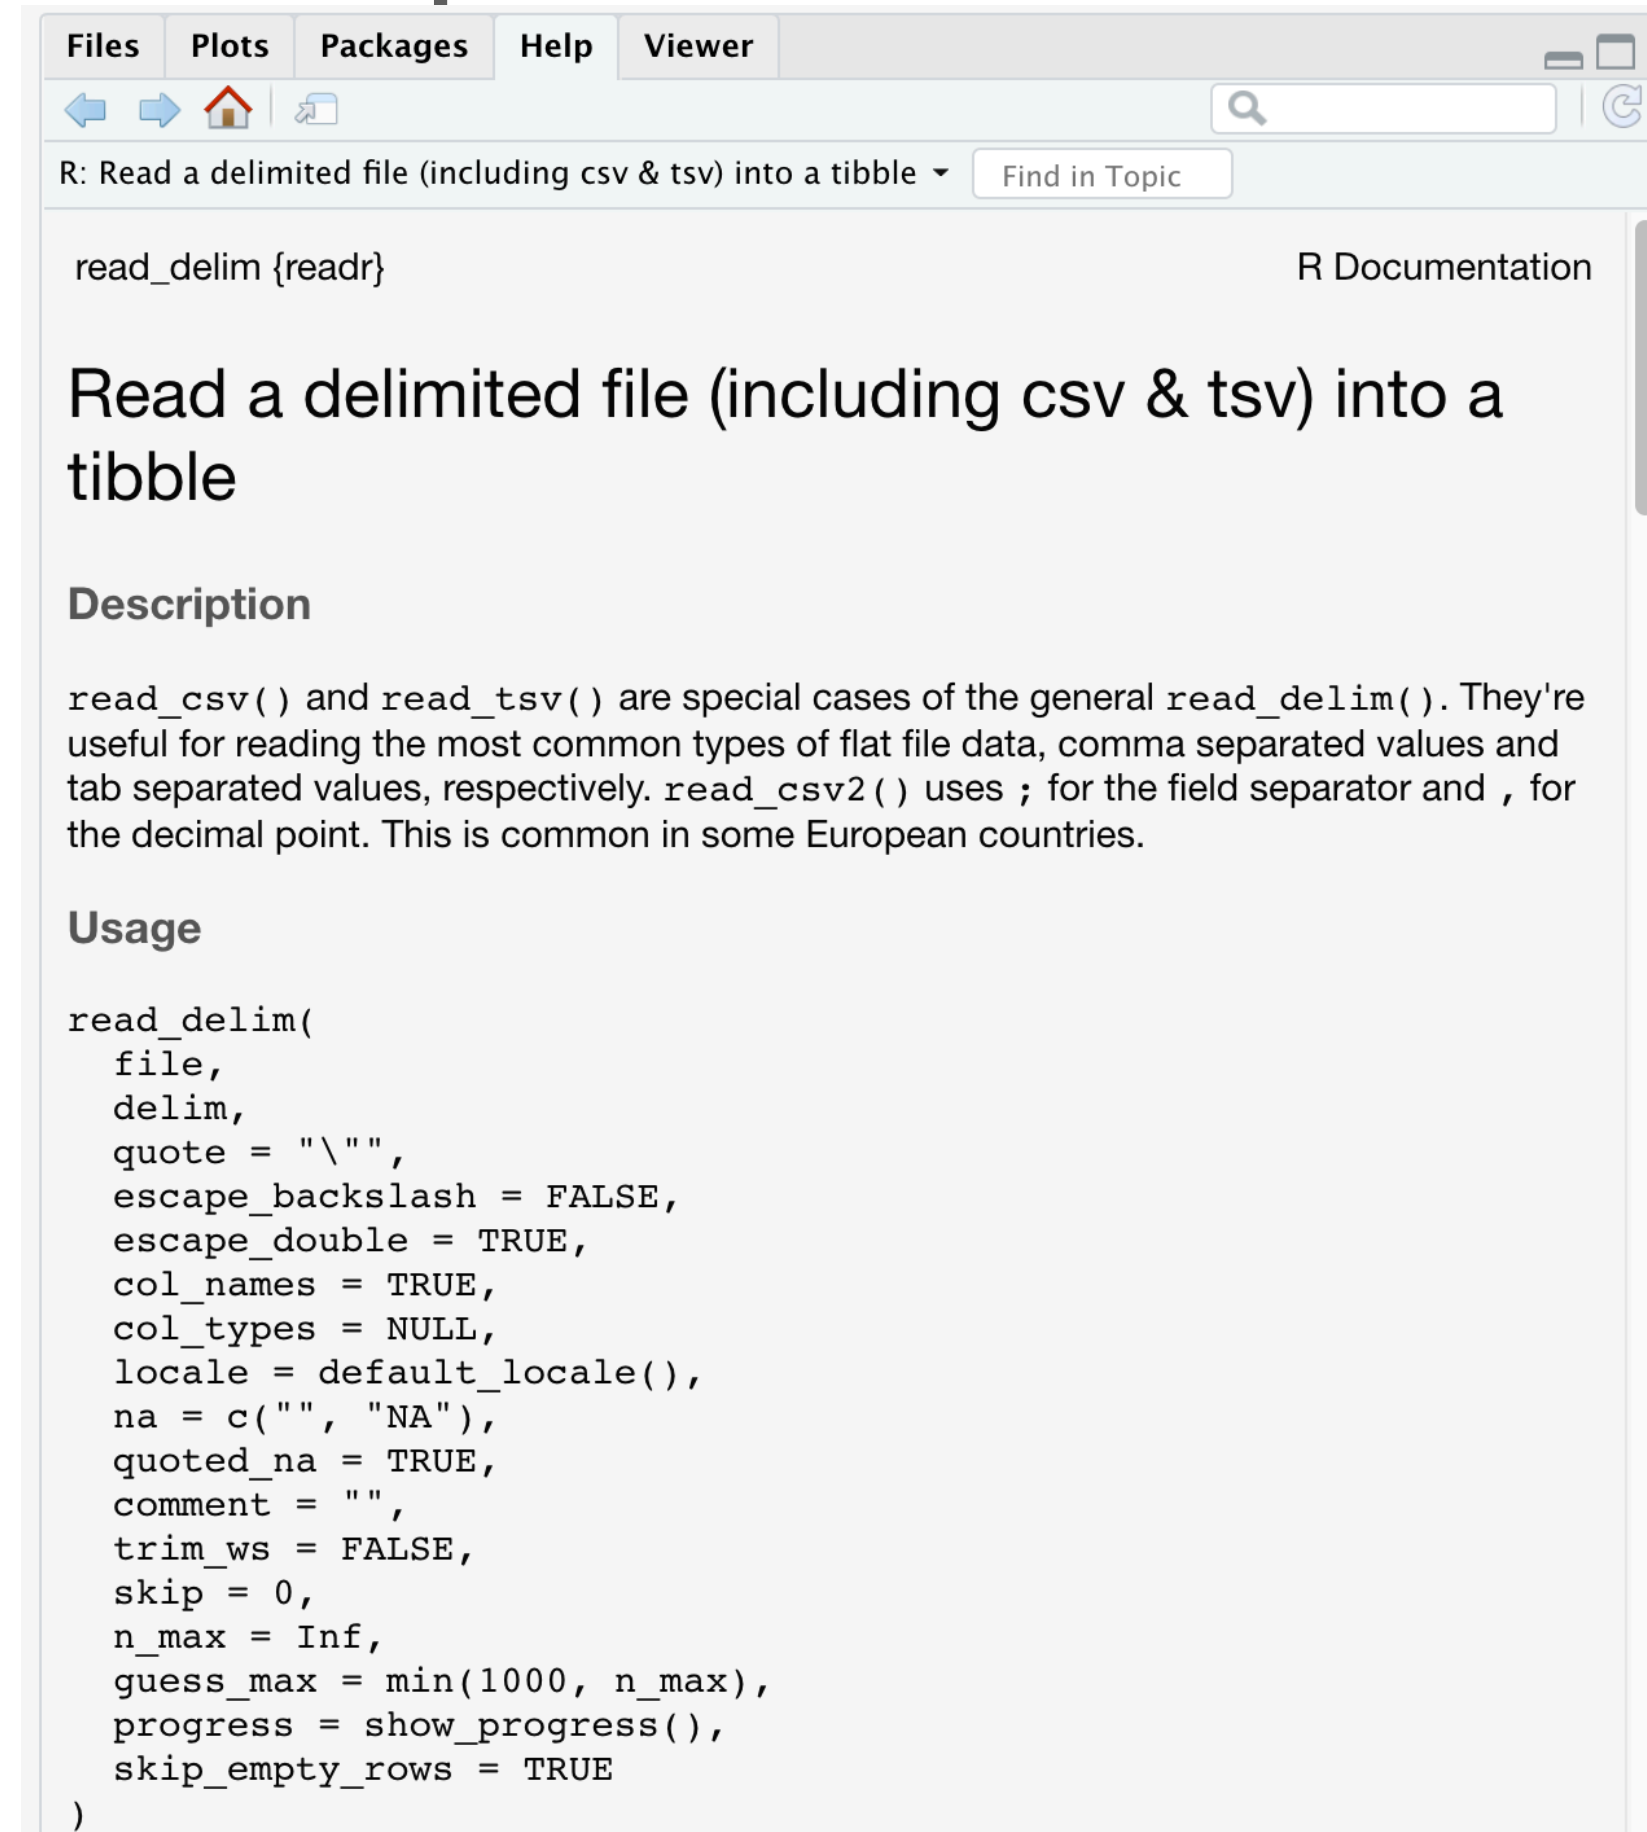 Files Plots Packages Help Viewer
R: Read a delimited file (including csv & tsv) into a tibble Find in Topic
read_delim {readr} R Documentation
Read a delimited file (including csv & tsv) into a
tibble
Description
read_csv() and read_tsv() are special cases of the general read_delim(). They're
useful for reading the most common types of flat file data, comma separated values and
tab separated values, respectively. read_csv2() uses ; for the field separator and , for
the decimal point. This is common in some European countries.
Usage
read_delim(
  file,
  delim,
  quote = "\"",
  escape_backslash = FALSE,
  escape_double = TRUE,
  col_names = TRUE,
  col_types = NULL,
  locale = default_locale(),
  na = c("", "NA"),
  quoted_na = TRUE,
  comment = "",
  trim_ws = FALSE,
  skip = 0,
  n_max = Inf,
  guess_max = min(1000, n_max),
  progress = show_progress(),
  skip_empty_rows = TRUE
)